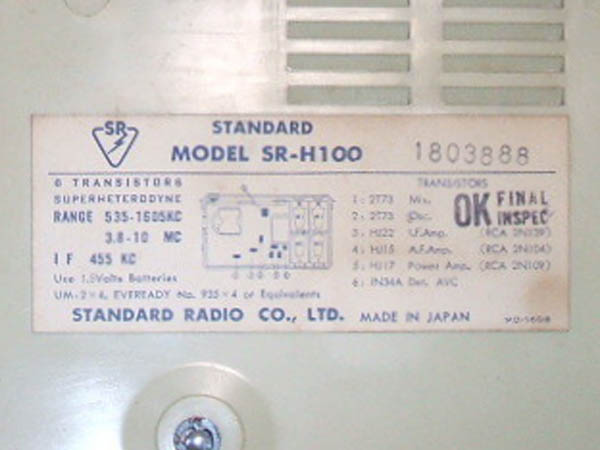 SR
STANDARD
MODEL SR-H100
1803888
6 TRANSISTORS
SUPERHETERODYNE
RANGE 535-1605KC
3.8-10 MC
IF 455 KC
Use 1.5Volts Batteries
UM-2×4, EVEREADY No. 935×4 or Equivalents
TRANSISTORS
1: 2T73 Mix.
2: 2T73 Osc.
3: HJ22 I.F.Amp. (RCA 2N139)
4: HJ15 A.F.Amp. (RCA 2N104)
5: HJ17 Power Amp. (RCA 2N109)
6: IN34A Det. AVC
OK FINAL
INSPEC
STANDARD RADIO CO., LTD. MADE IN JAPAN